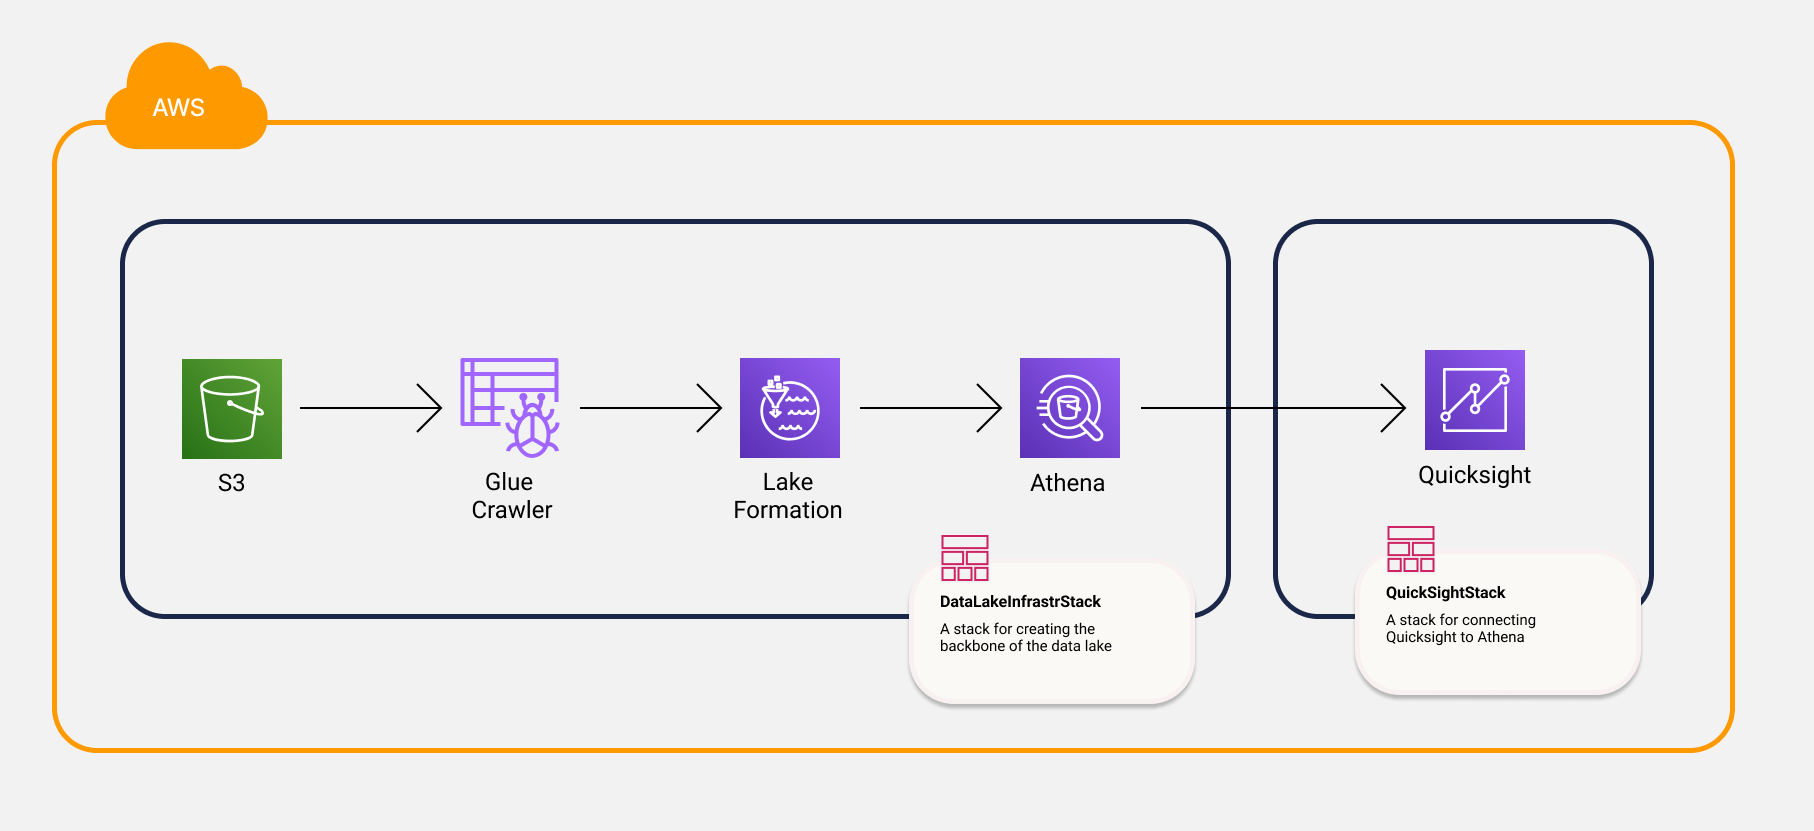 AWS
S3
Glue
Crawler
Lake
Formation
Athena
Quicksight
DataLakeInfrastrStack
A stack for creating the
backbone of the data lake
QuickSightStack
A stack for connecting
Quicksight to Athena